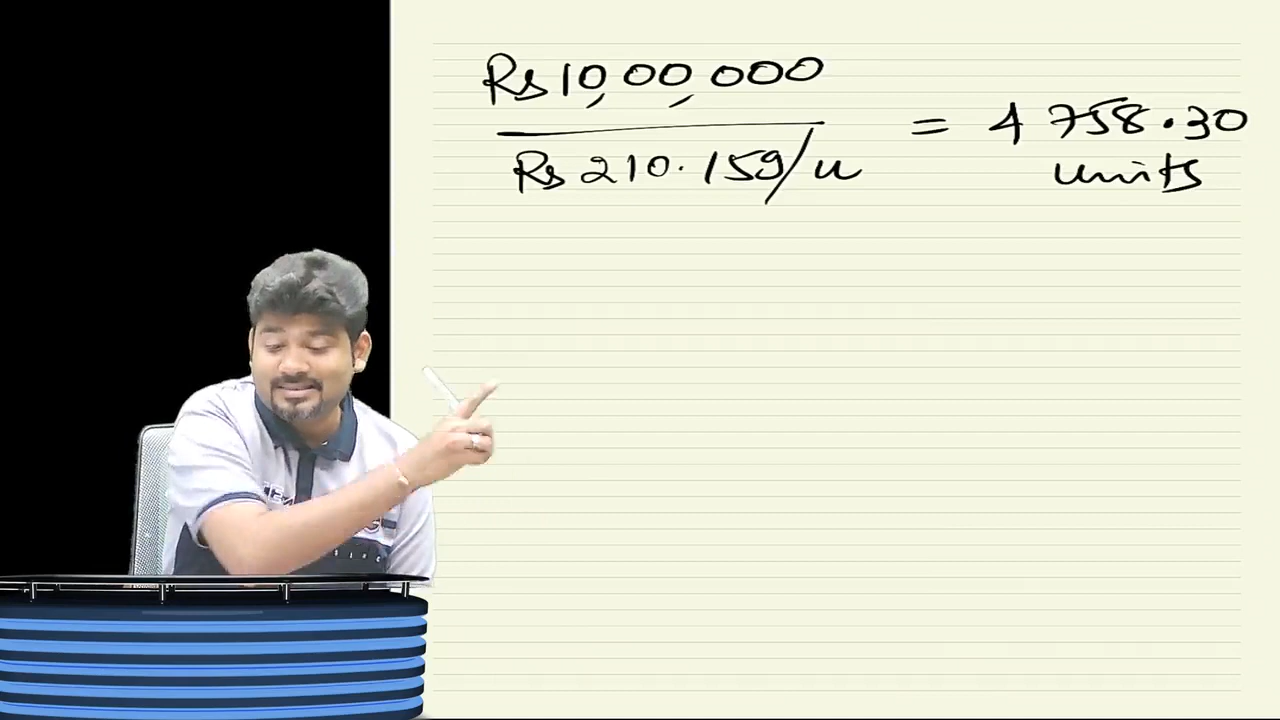 Rs 10,00,000
Rs 210.159/u
= 4758.30
units